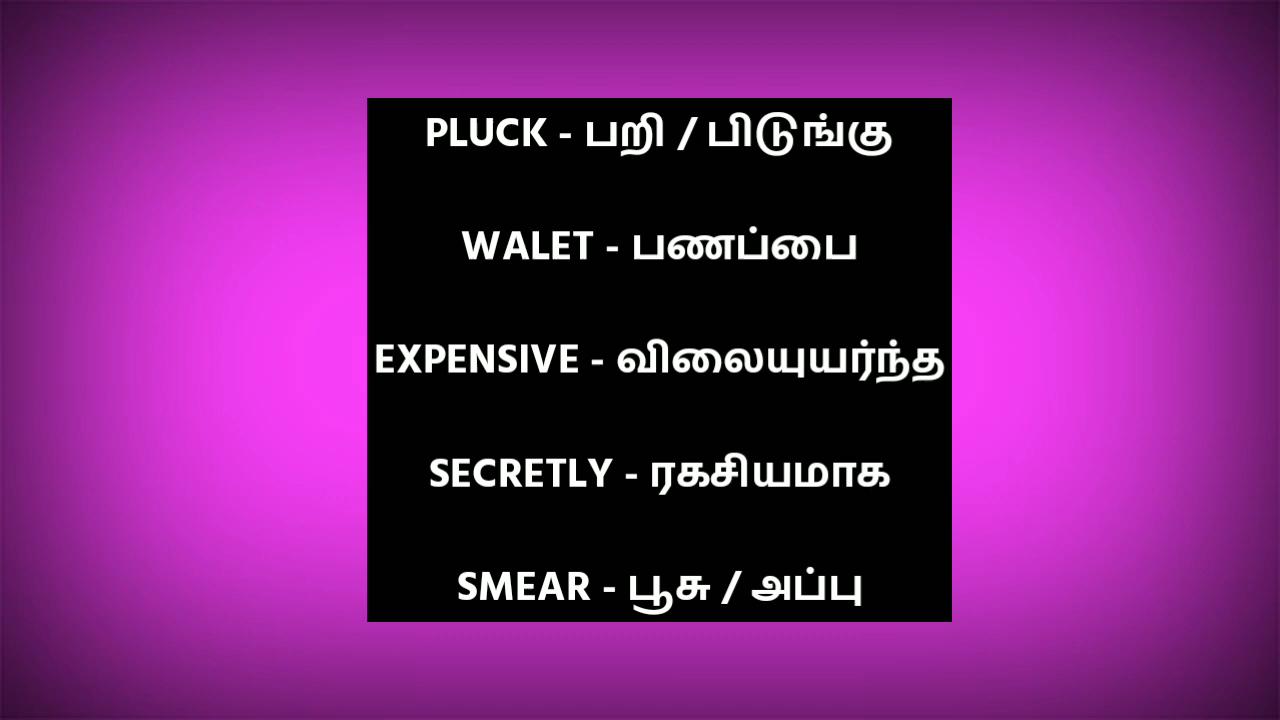 PLUCK - பறி / பிடுங்கு
WALET - பணப்பை
EXPENSIVE - விலையுயர்ந்த
SECRETLY - ரகசியமாக
SMEAR - பூசு / அப்பு